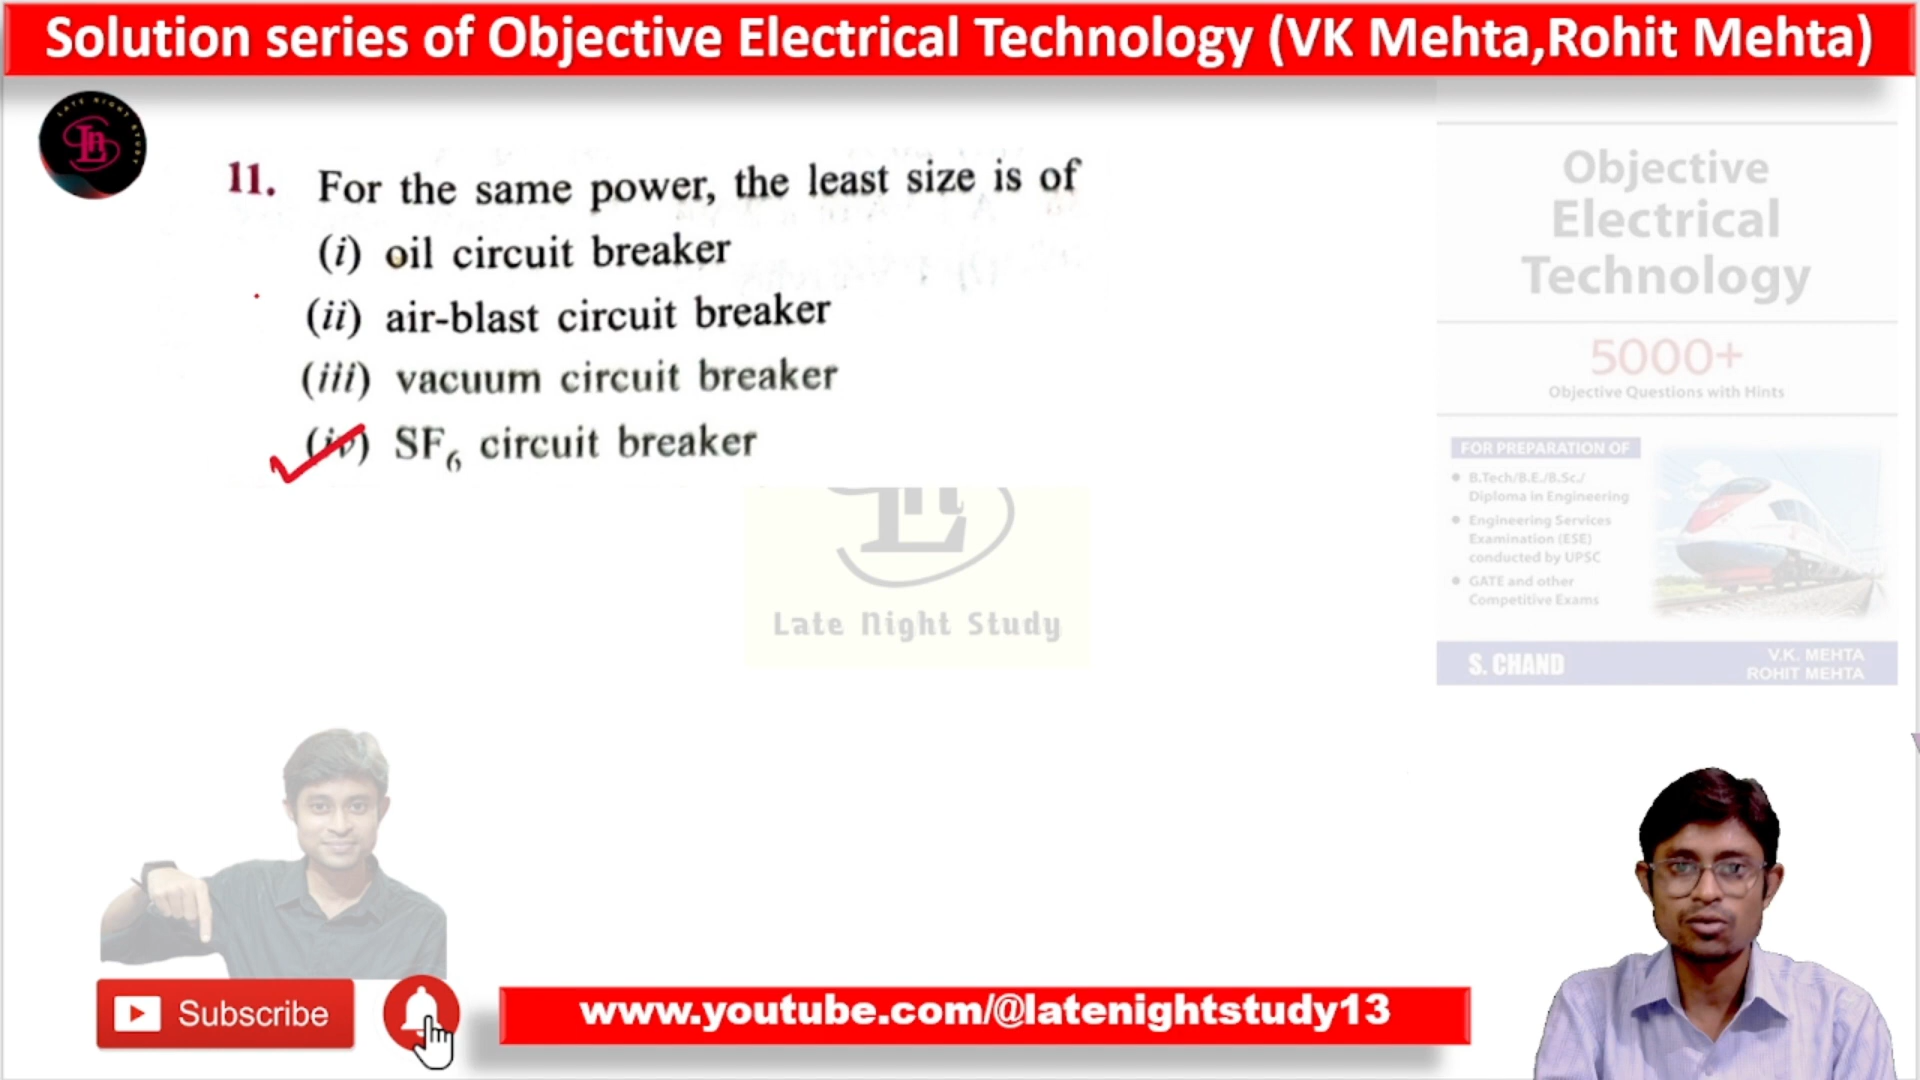 Solution series of Objective Electrical Technology (VK Mehta,Rohit Mehta)
LATE NIGHT STUDY
11. For the same power, the least size is of
(i) oil circuit breaker
(ii) air-blast circuit breaker
(iii) vacuum circuit breaker
(iv) SF6 circuit breaker
Late Night Study
Objective
Electrical
Technology
5000+
Objective Questions with Hints
FOR PREPARATION OF
• B.Tech/B.E./B.Sc./
Diploma in Engineering
• Engineering Services
Examination (ESE)
conducted by UPSC
• GATE and other
Competitive Exams
S. CHAND
V.K. MEHTA
ROHIT MEHTA
Subscribe
www.youtube.com/@latenightstudy13